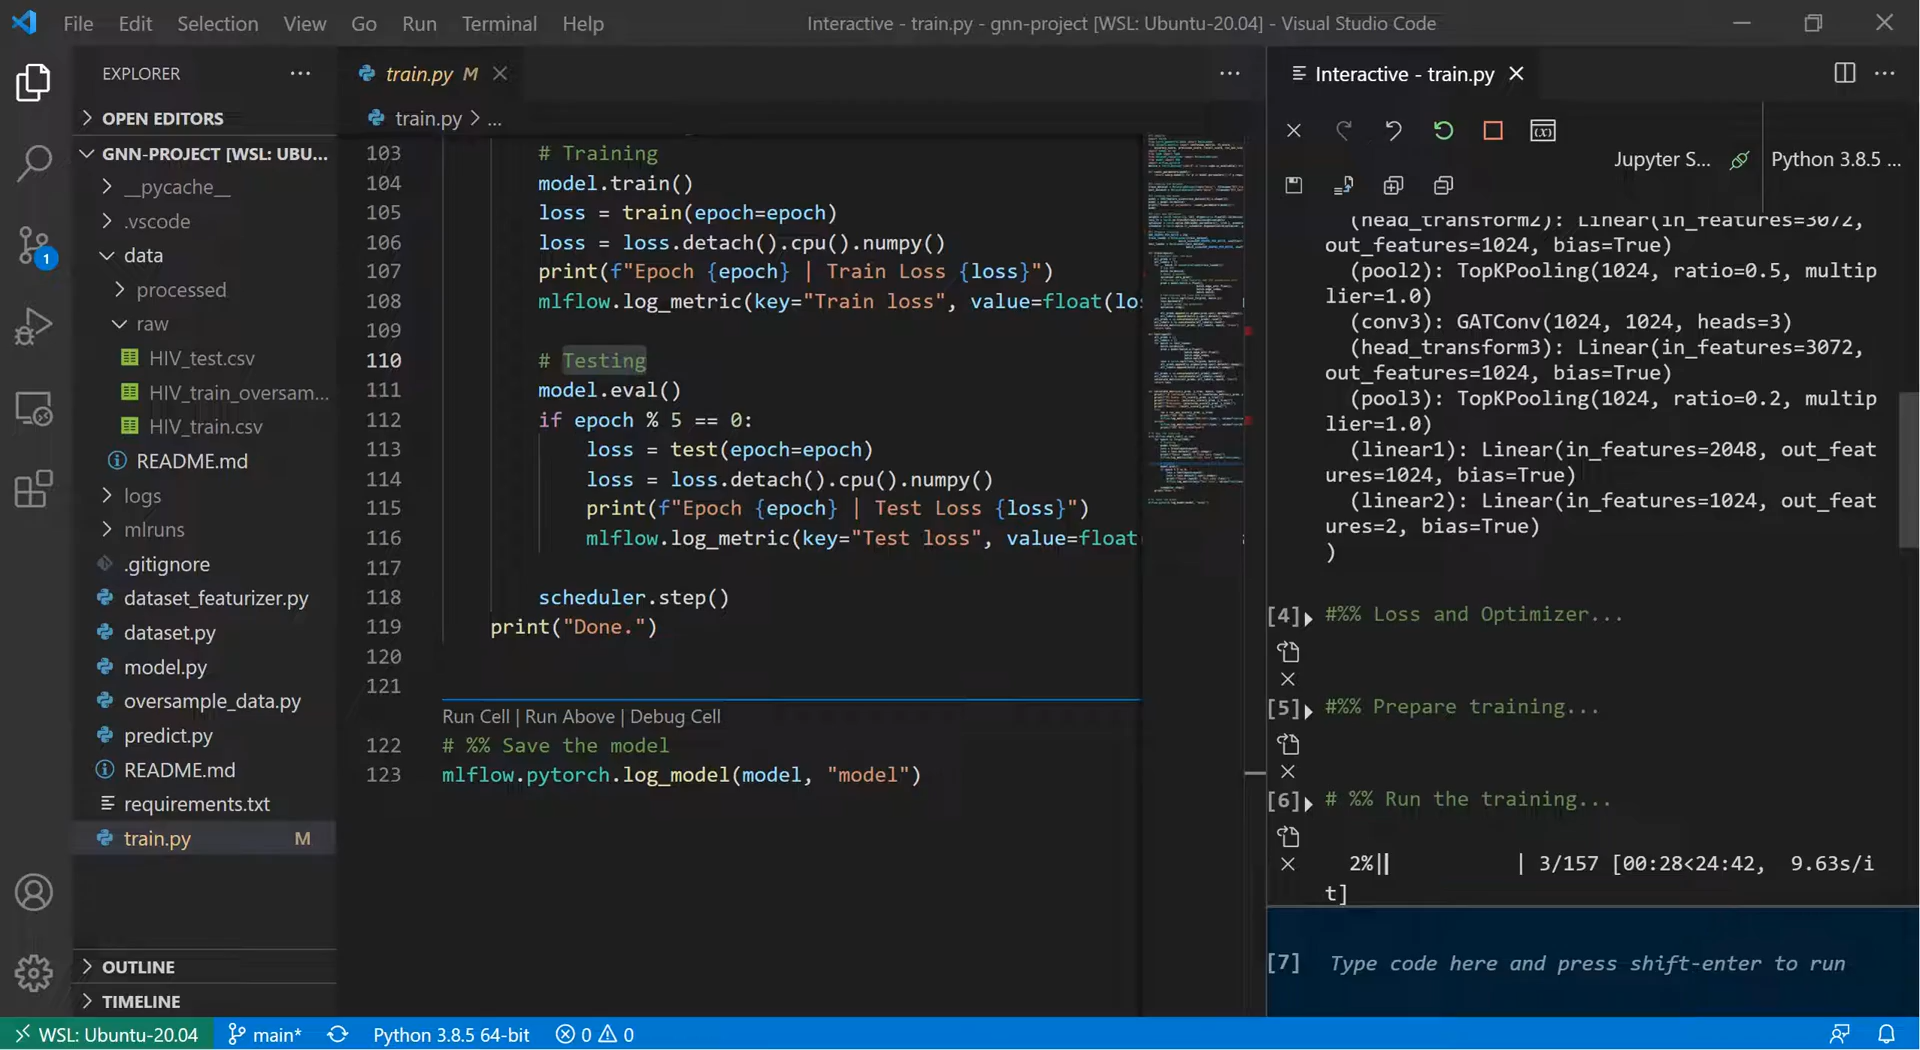 File Edit Selection View Go Run Terminal Help
Interactive - train.py - gnn-project [WSL: Ubuntu-20.04] - Visual Studio Code
EXPLORER
OPEN EDITORS
GNN-PROJECT [WSL: UBU...
__pycache__
.vscode
data
processed
raw
HIV_test.csv
HIV_train_oversam...
HIV_train.csv
README.md
logs
mlruns
.gitignore
dataset_featurizer.py
dataset.py
model.py
oversample_data.py
predict.py
README.md
requirements.txt
train.py M
OUTLINE
TIMELINE
1
train.py M
train.py > ...
103 # Training
104 model.train()
105 loss = train(epoch=epoch)
106 loss = loss.detach().cpu().numpy()
107 print(f"Epoch {epoch} | Train Loss {loss}")
108 mlflow.log_metric(key="Train loss", value=float(los
109
110 # Testing
111 model.eval()
112 if epoch % 5 == 0:
113 loss = test(epoch=epoch)
114 loss = loss.detach().cpu().numpy()
115 print(f"Epoch {epoch} | Test Loss {loss}")
116 mlflow.log_metric(key="Test loss", value=float(
117
118 scheduler.step()
119 print("Done.")
120
121
Run Cell | Run Above | Debug Cell
122 # %% Save the model
123 mlflow.pytorch.log_model(model, "model")
Interactive - train.py
Jupyter S... Python 3.8.5 ...
(head_transform2): Linear(in_features=3072,
out_features=1024, bias=True)
(pool2): TopKPooling(1024, ratio=0.5, multip
lier=1.0)
(conv3): GATConv(1024, 1024, heads=3)
(head_transform3): Linear(in_features=3072,
out_features=1024, bias=True)
(pool3): TopKPooling(1024, ratio=0.2, multip
lier=1.0)
(linear1): Linear(in_features=2048, out_feat
ures=1024, bias=True)
(linear2): Linear(in_features=1024, out_feat
ures=2, bias=True)
)
[4] #%% Loss and Optimizer...
[5] #%% Prepare training...
[6] # %% Run the training...
2%|| | 3/157 [00:28<24:42, 9.63s/i
t]
[7] Type code here and press shift-enter to run
WSL: Ubuntu-20.04 main* Python 3.8.5 64-bit 0 0